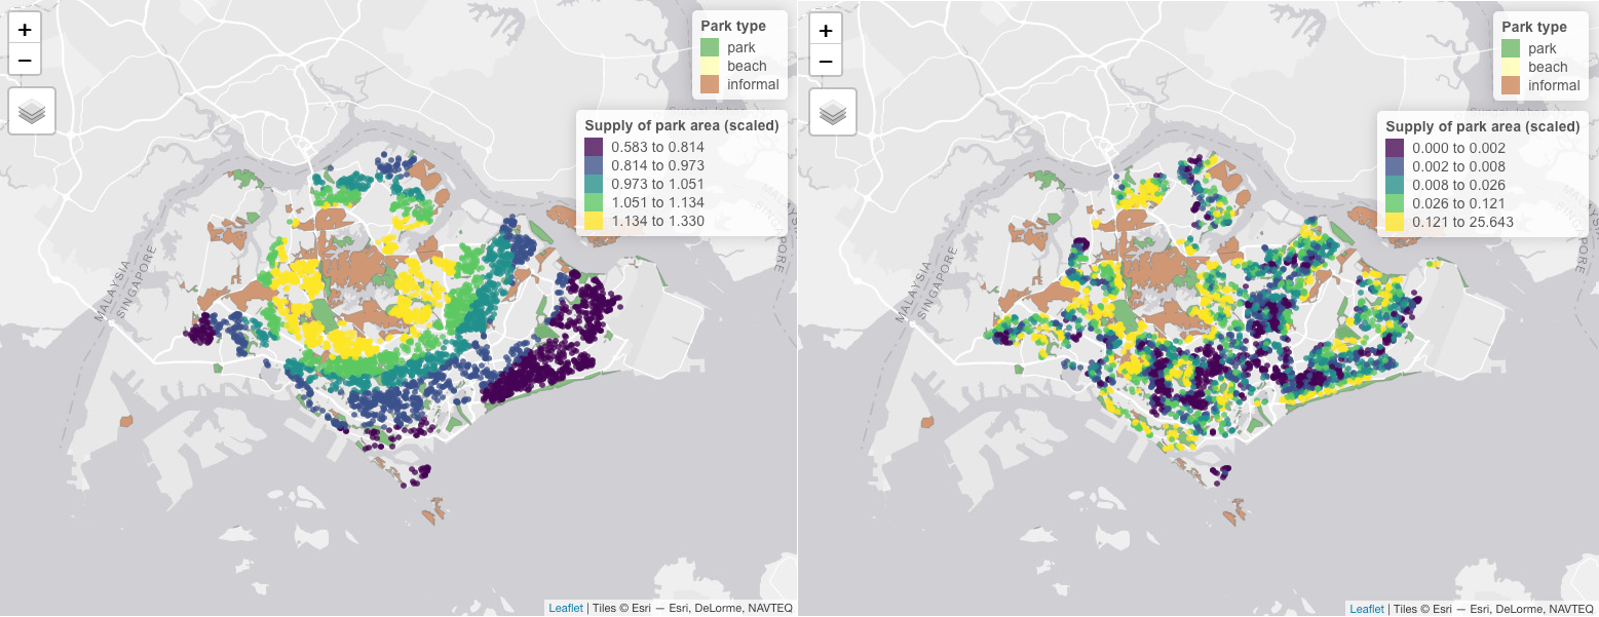 +
−
Park type
park
beach
informal
Supply of park area (scaled)
0.583 to 0.814
0.814 to 0.973
0.973 to 1.051
1.051 to 1.134
1.134 to 1.330
MALAYSIA
SINGAPORE
Leaflet | Tiles © Esri — Esri, DeLorme, NAVTEQ
+
−
Park type
park
beach
informal
Supply of park area (scaled)
0.000 to 0.002
0.002 to 0.008
0.008 to 0.026
0.026 to 0.121
0.121 to 25.643
MALAYSIA
SINGAPORE
Leaflet | Tiles © Esri — Esri, DeLorme, NAVTEQ